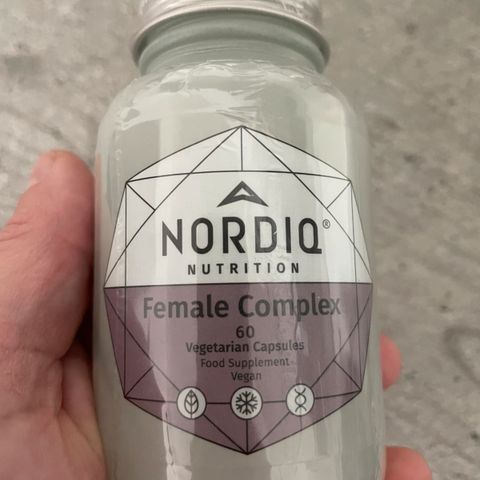 NORDIQ®
NUTRITION
Female Complex
60
Vegetarian Capsules
Food Supplement
Vegan